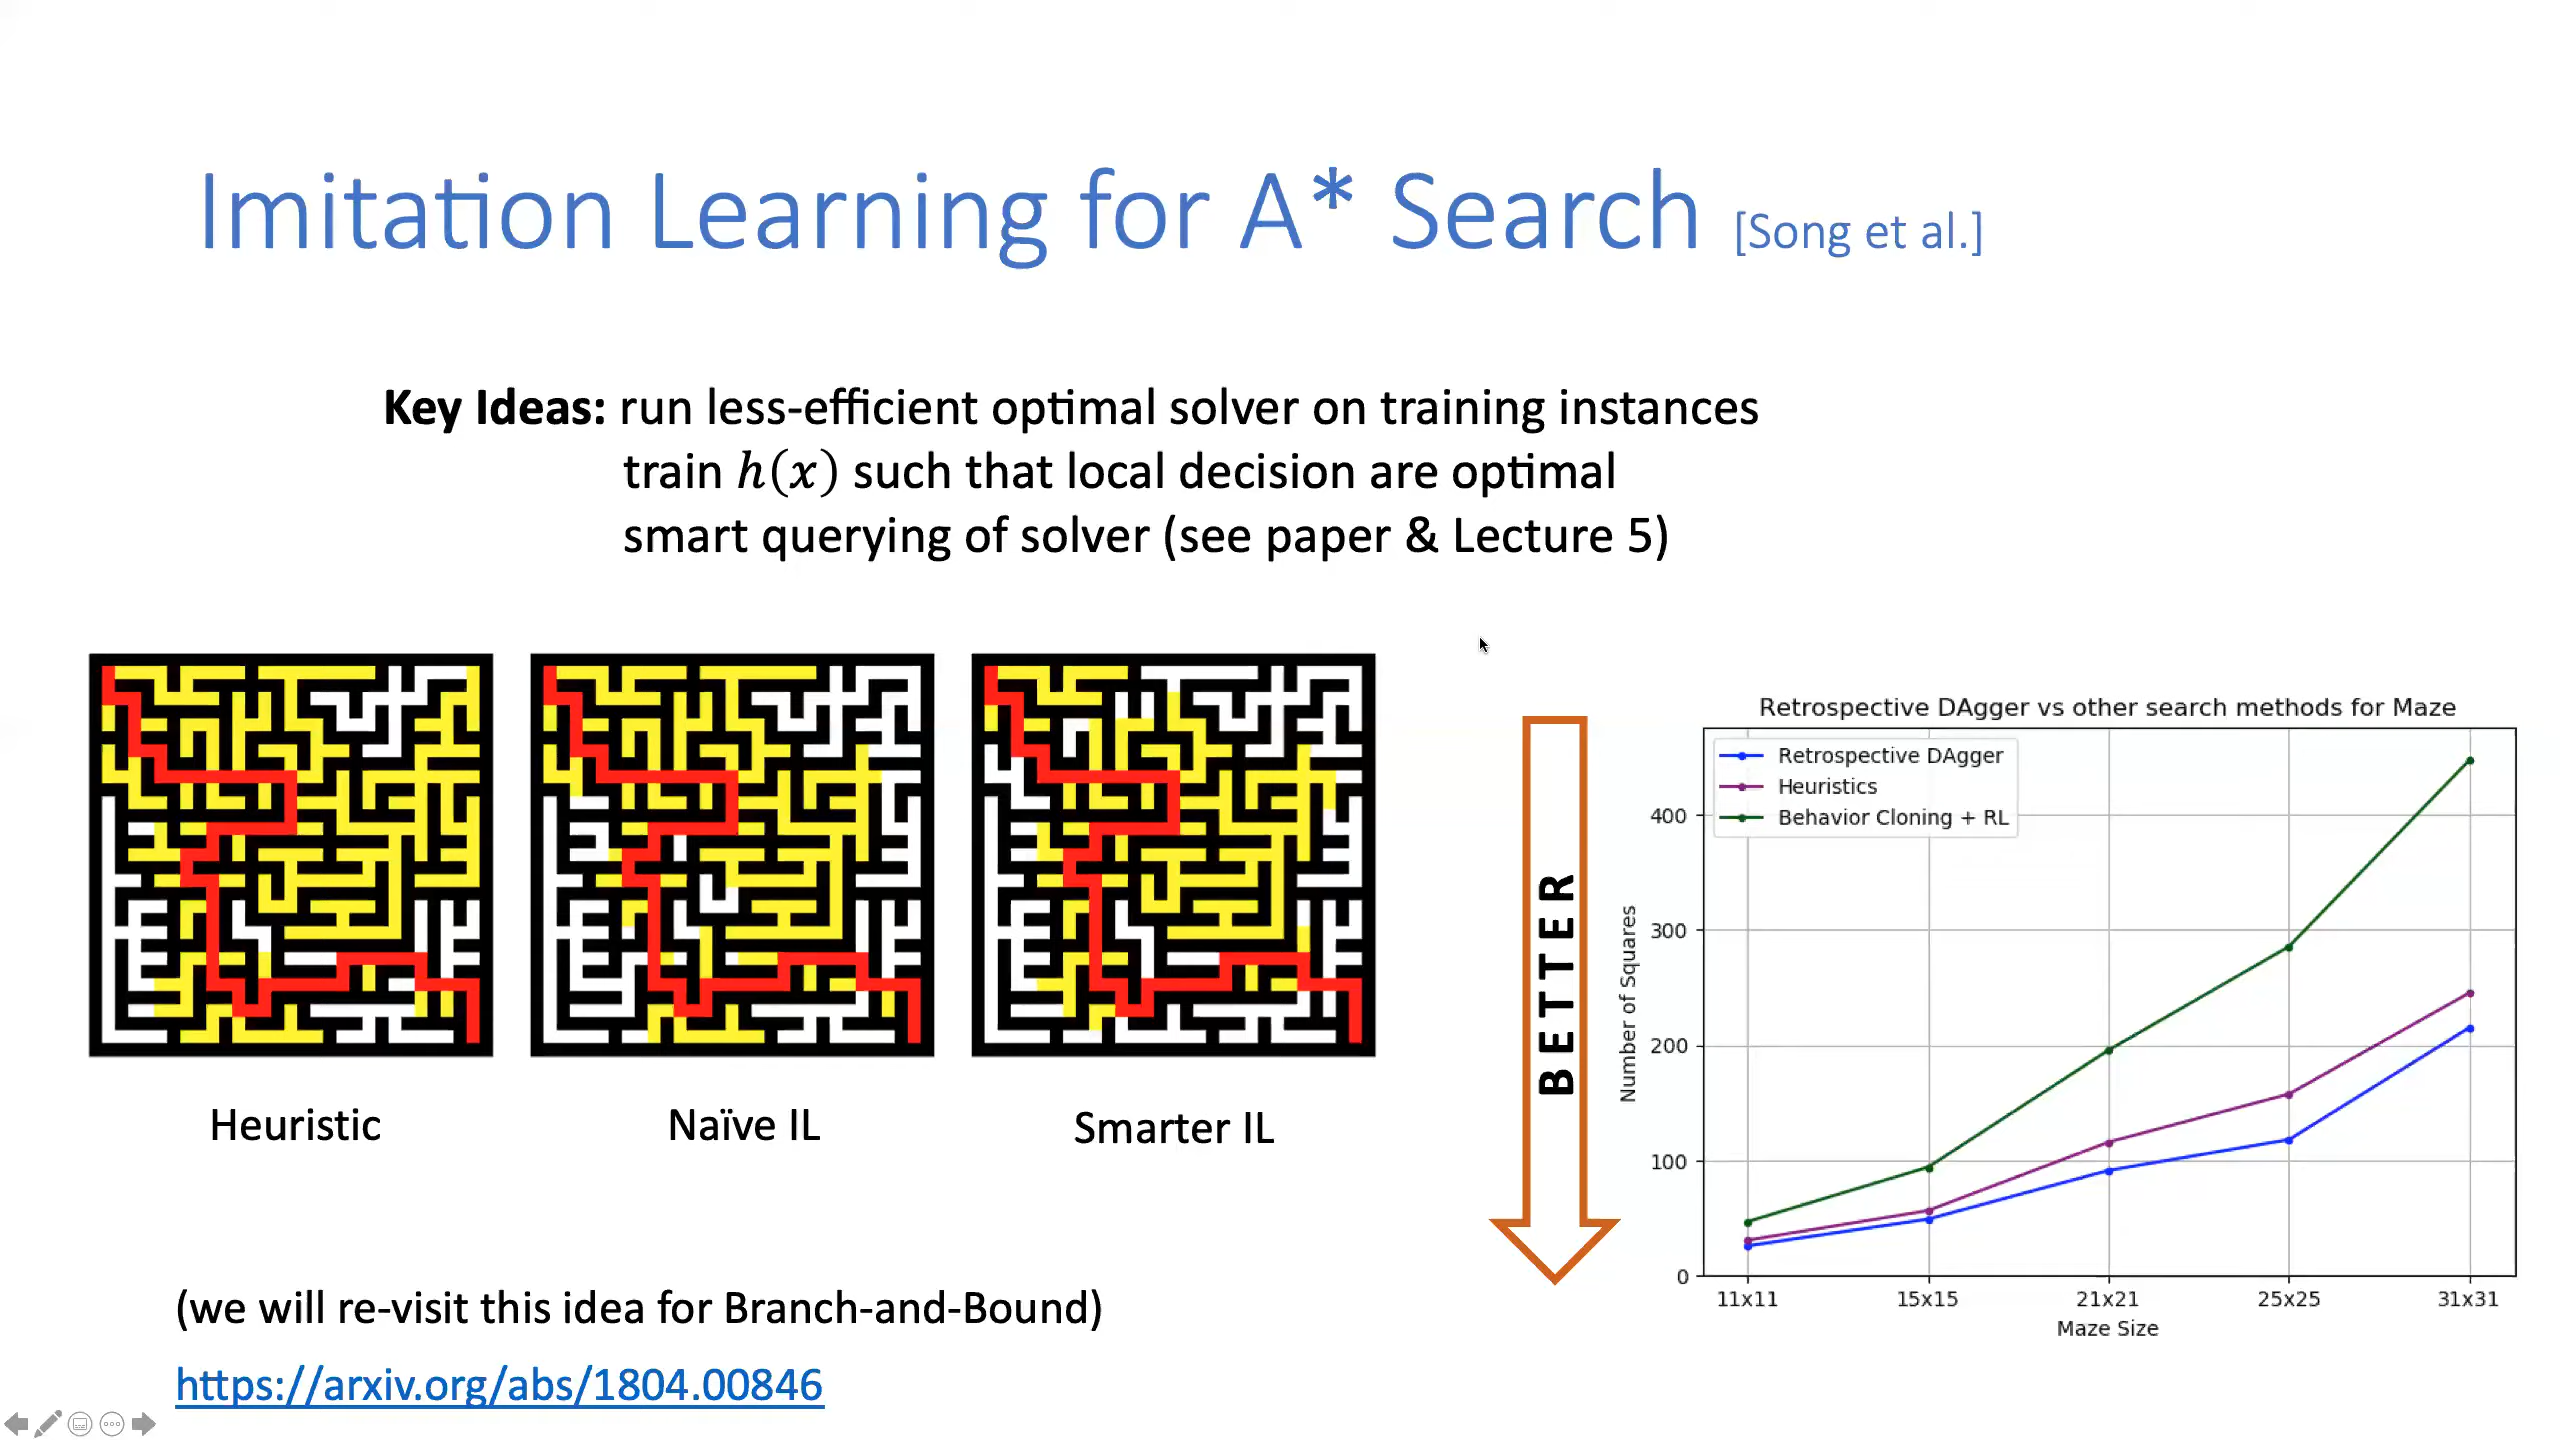 Imitation Learning for A* Search [Song et al.]
Key Ideas: run less-efficient optimal solver on training instances
train h(x) such that local decision are optimal
smart querying of solver (see paper & Lecture 5)
Heuristic
Naïve IL
Smarter IL
BETTER
Retrospective DAgger vs other search methods for Maze
Retrospective DAgger
Heuristics
Behavior Cloning + RL
Number of Squares
400
300
200
100
0
11x11 15x15 21x21 25x25 31x31
Maze Size
(we will re-visit this idea for Branch-and-Bound)
https://arxiv.org/abs/1804.00846